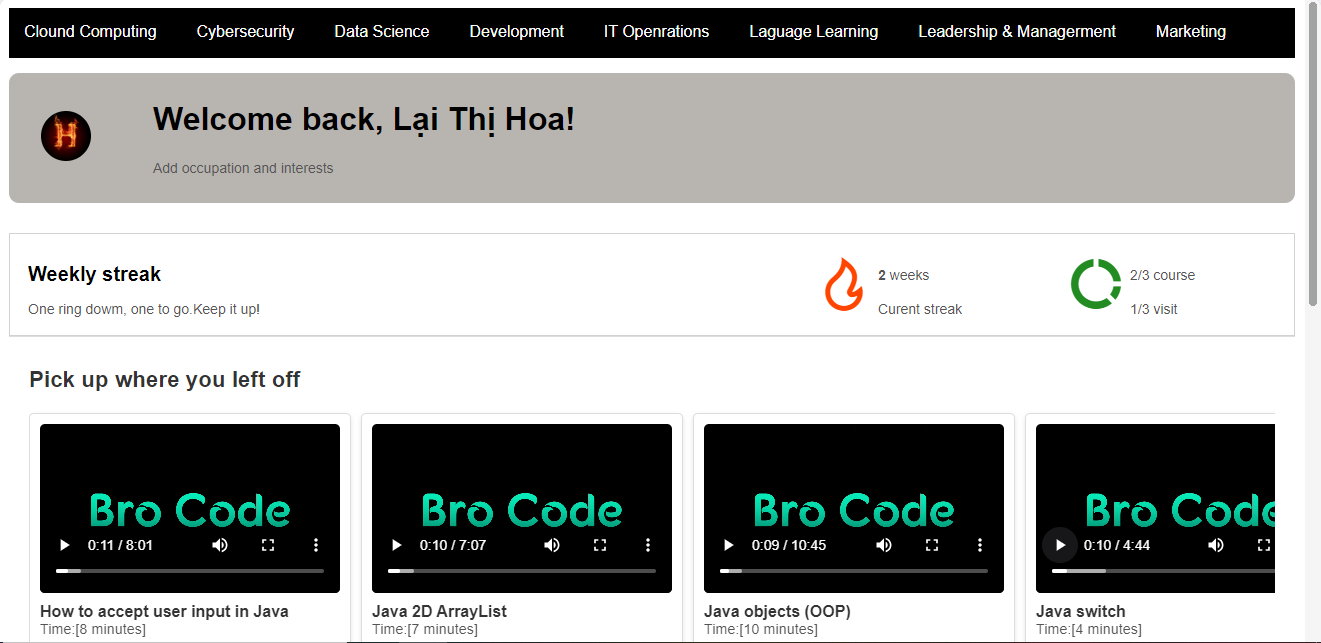 Clound Computing Cybersecurity Data Science Development IT Openrations Laguage Learning Leadership & Managerment Marketing
H
Welcome back, Lại Thị Hoa!
Add occupation and interests
Weekly streak
One ring dowm, one to go.Keep it up!
2 weeks
Curent streak
2/3 course
1/3 visit
Pick up where you left off
Bro Code
0:11 / 8:01
How to accept user input in Java
Time:[8 minutes]
Bro Code
0:10 / 7:07
Java 2D ArrayList
Time:[7 minutes]
Bro Code
0:09 / 10:45
Java objects (OOP)
Time:[10 minutes]
Bro Code
0:10 / 4:44
Java switch
Time:[4 minutes]